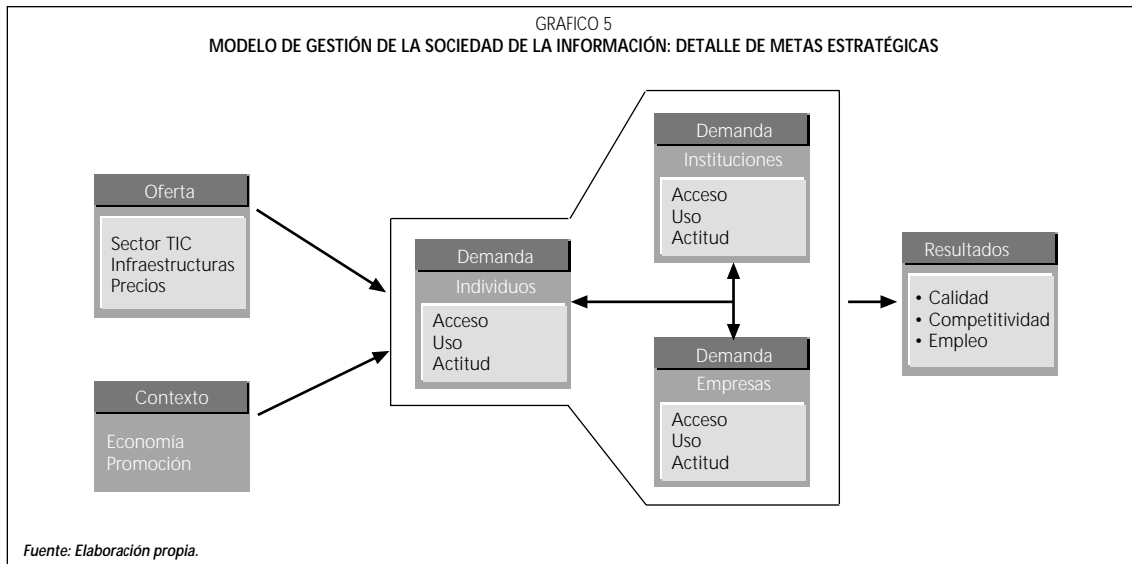 GRAFICO 5
MODELO DE GESTIÓN DE LA SOCIEDAD DE LA INFORMACIÓN: DETALLE DE METAS ESTRATÉGICAS
Oferta
Sector TIC
Infraestructuras
Precios
Contexto
Economía
Promoción
Demanda
Individuos
Acceso
Uso
Actitud
Demanda
Instituciones
Acceso
Uso
Actitud
Demanda
Empresas
Acceso
Uso
Actitud
Resultados
• Calidad
• Competitividad
• Empleo
Fuente: Elaboración propia.